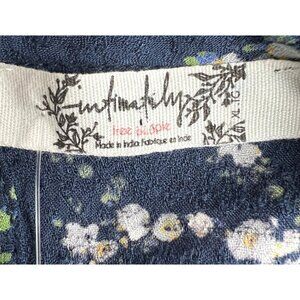 intimately
free people
Made in India Fabriqué en Inde
XL